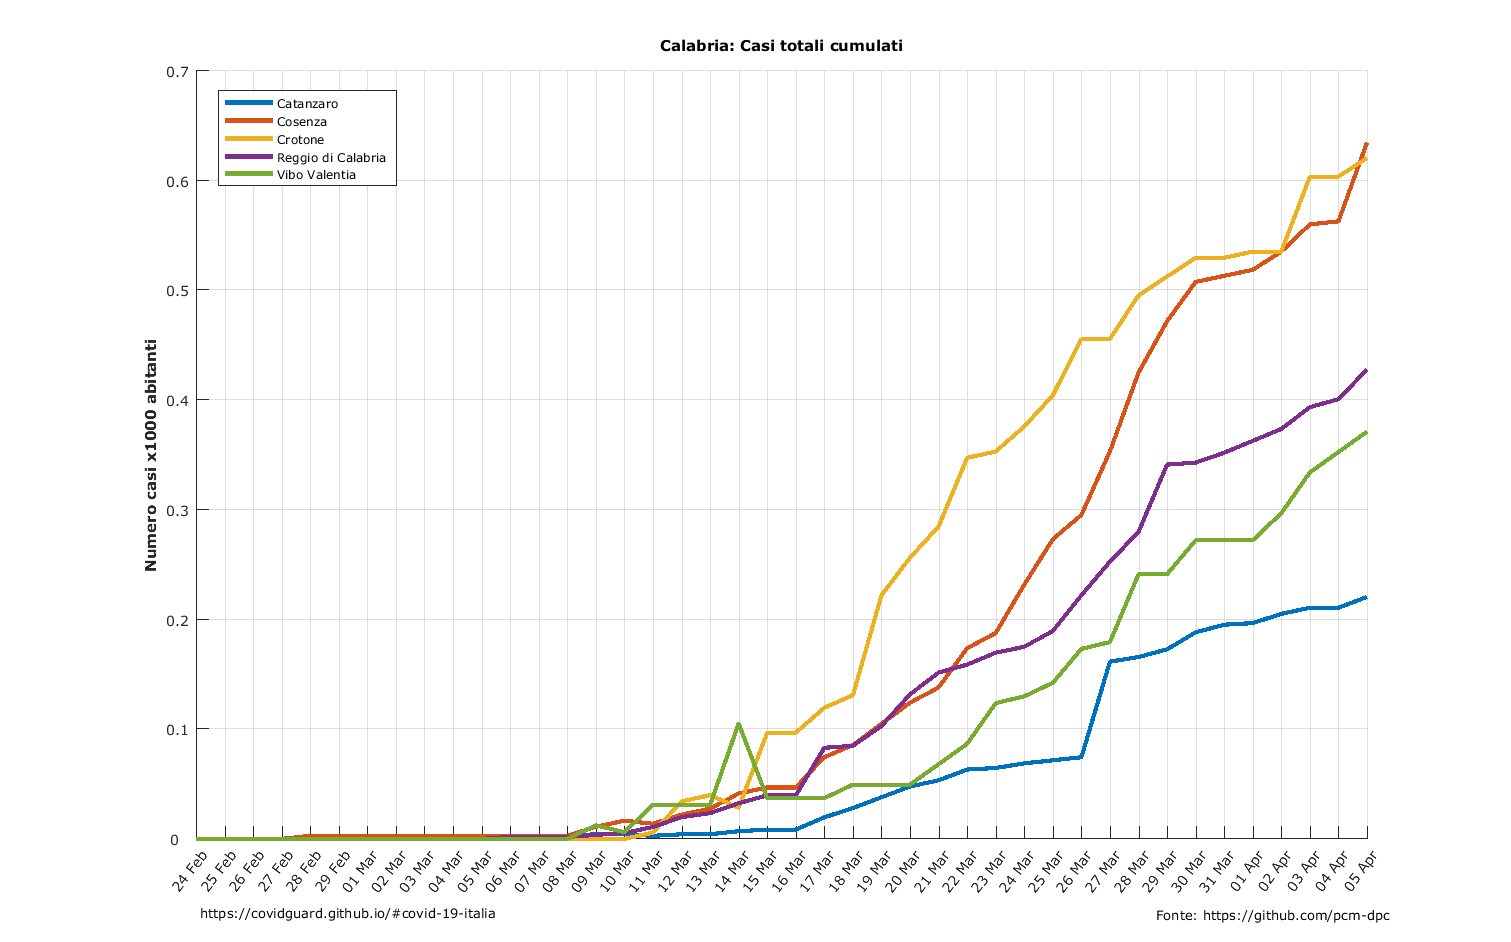 Calabria: Casi totali cumulati
Numero casi x1000 abitanti
0.7
0.6
0.5
0.4
0.3
0.2
0.1
0
Catanzaro
Cosenza
Crotone
Reggio di Calabria
Vibo Valentia
24 Feb
25 Feb
26 Feb
27 Feb
28 Feb
29 Feb
01 Mar
02 Mar
03 Mar
04 Mar
05 Mar
06 Mar
07 Mar
08 Mar
09 Mar
10 Mar
11 Mar
12 Mar
13 Mar
14 Mar
15 Mar
16 Mar
17 Mar
18 Mar
19 Mar
20 Mar
21 Mar
22 Mar
23 Mar
24 Mar
25 Mar
26 Mar
27 Mar
28 Mar
29 Mar
30 Mar
31 Mar
01 Apr
02 Apr
03 Apr
04 Apr
05 Apr
https://covidguard.github.io/#covid-19-italia
Fonte: https://github.com/pcm-dpc